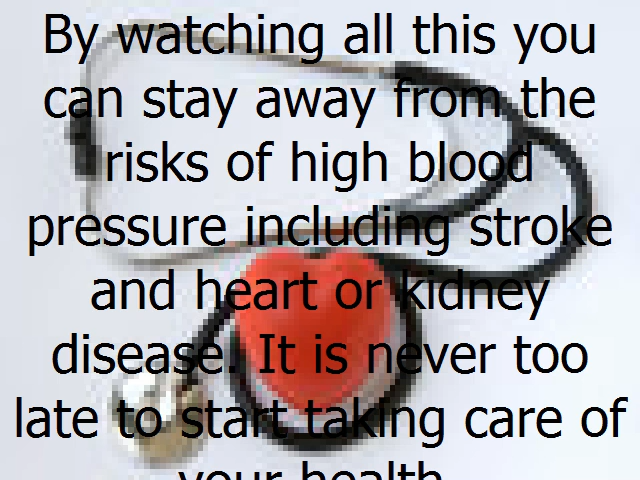 By watching all this you
can stay away from the
risks of high blood
pressure including stroke
and heart or kidney
disease. It is never too
late to start taking care of
your health.